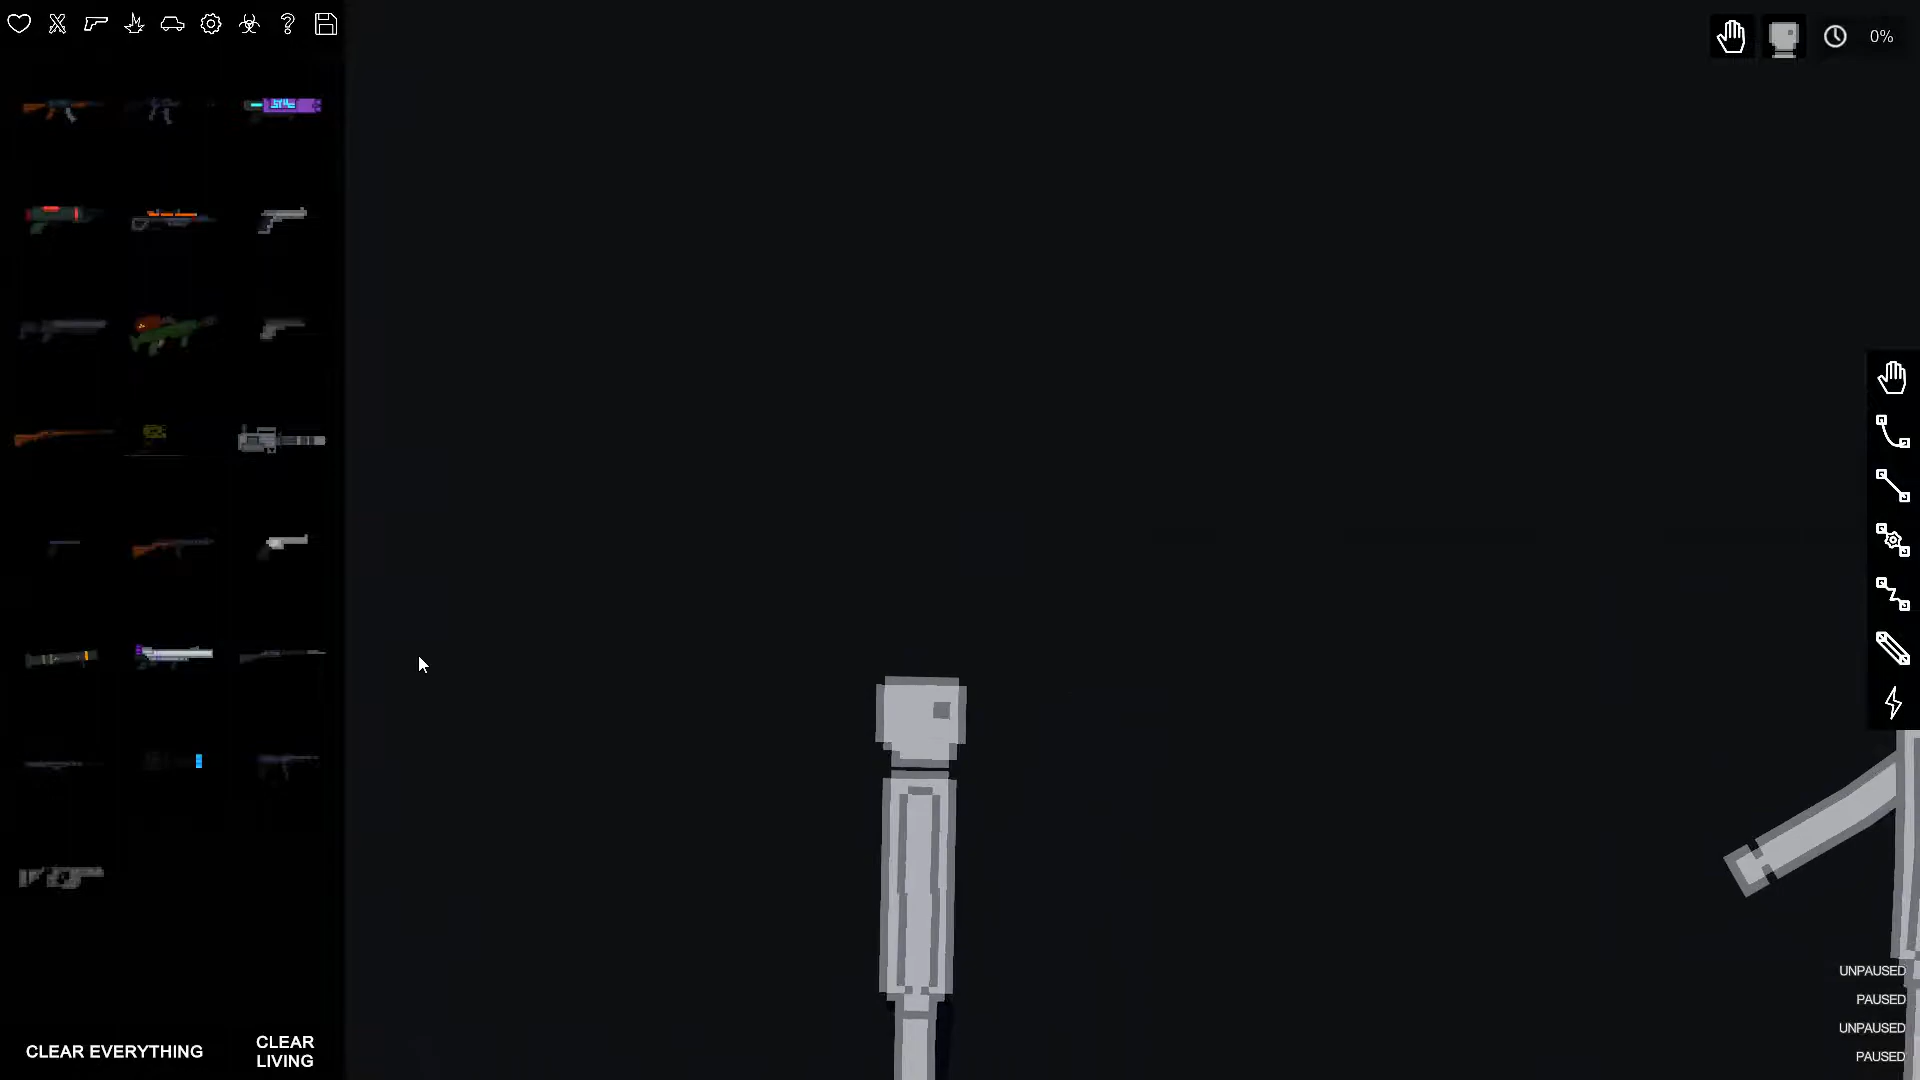 0%
UNPAUSED
PAUSED
UNPAUSED
PAUSED
CLEAR EVERYTHING
CLEAR
LIVING